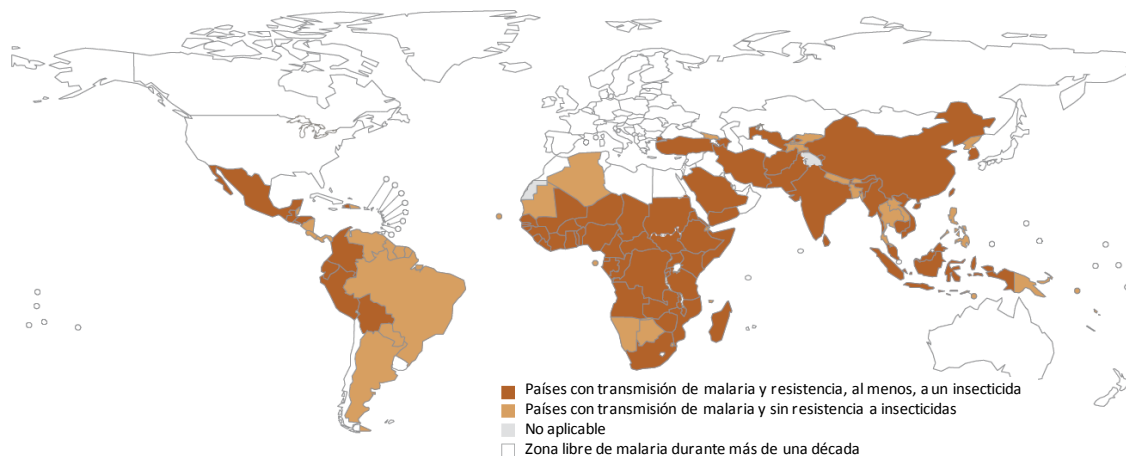 Países con transmisión de malaria y resistencia, al menos, a un insecticida
Países con transmisión de malaria y sin resistencia a insecticidas
No aplicable
Zona libre de malaria durante más de una década